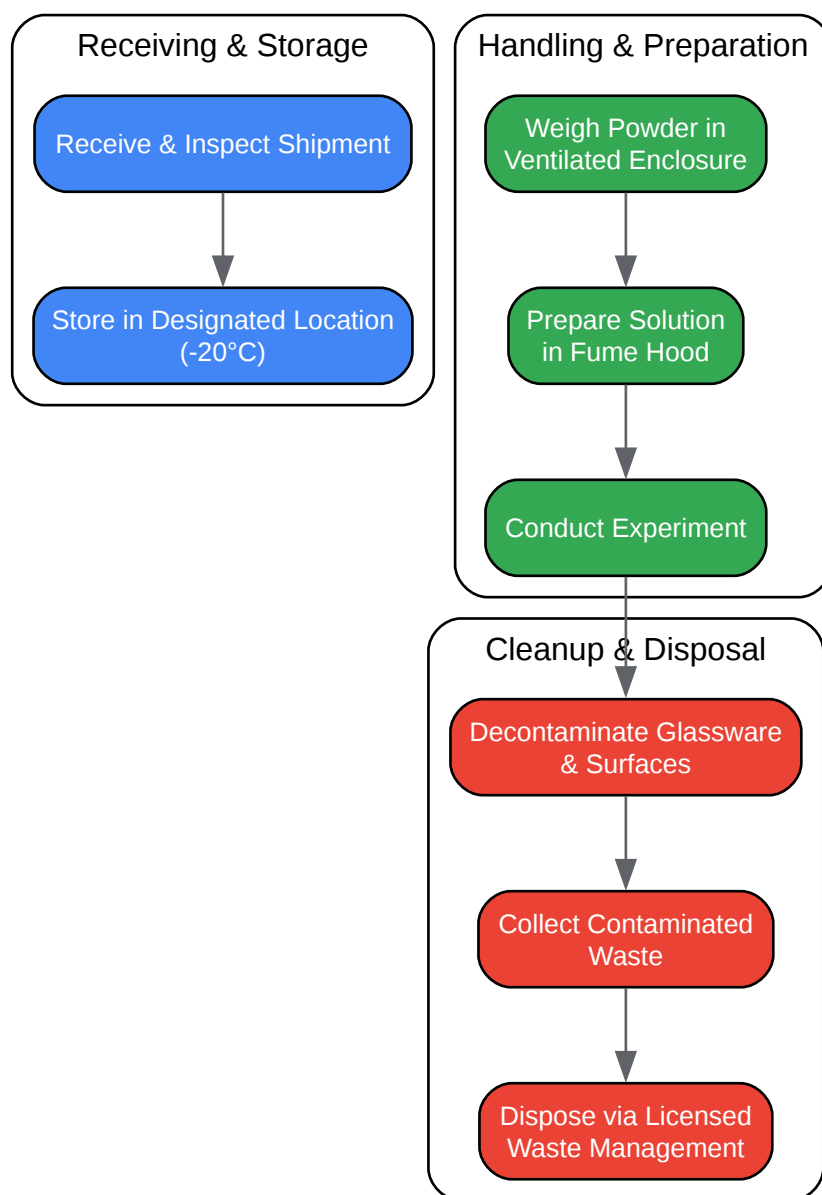 Receiving & Storage
Receive & Inspect Shipment
Store in Designated Location
(-20°C)
Handling & Preparation
Weigh Powder in
Ventilated Enclosure
Prepare Solution
in Fume Hood
Conduct Experiment
Cleanup & Disposal
Decontaminate Glassware
& Surfaces
Collect Contaminated
Waste
Dispose via Licensed
Waste Management